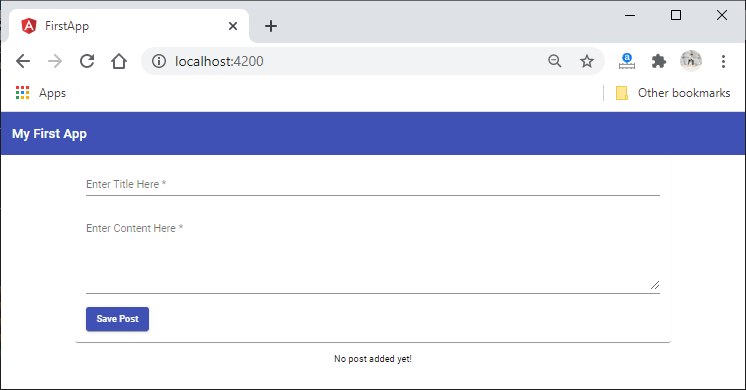 FirstApp
localhost:4200
Apps
Other bookmarks
My First App
Enter Title Here *
Enter Content Here *
Save Post
No post added yet!